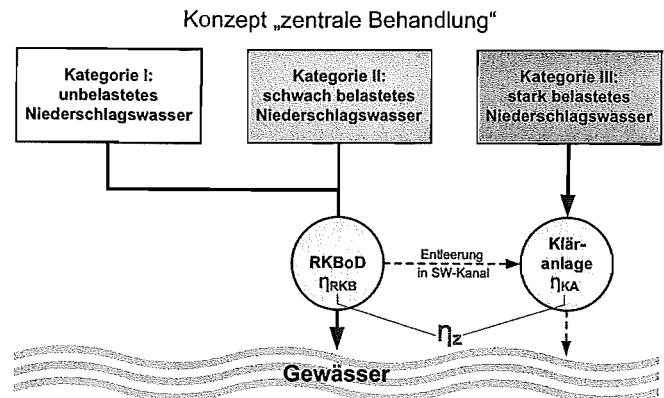 Konzept „zentrale Behandlung“
Kategorie I:
unbelastetes
Niederschlagswasser
Kategorie II:
schwach belastetes
Niederschlagswasser
Kategorie III:
stark belastetes
Niederschlagswasser
RKBoD
ηRKB
Entleerung
in SW-Kanal
Klär-
anlage
ηKA
ηz
Gewässer